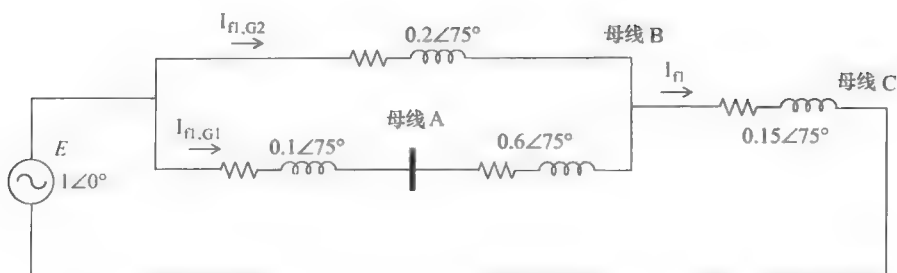 I_{f1,G2}
0.2∠75°
母线 B
I_{f1}
母线 C
0.15∠75°
I_{f1,G1}
0.1∠75°
母线 A
0.6∠75°
E
1∠0°